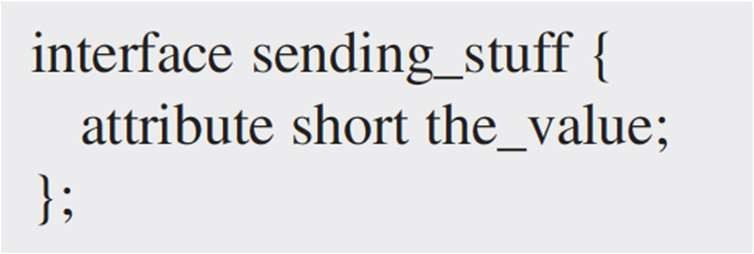 interface sending_stuff {
attribute short the_value;
};